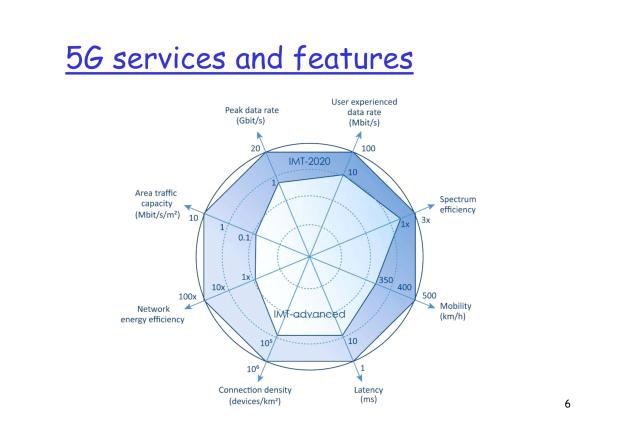 5G services and features
Peak data rate
(Gbit/s)
User experienced
data rate
(Mbit/s)
20
100
IMT-2020
1
10
Area traffic
capacity
(Mbit/s/m²)
10
1
0.1
Spectrum
efficiency
3x
1x
1x
10x
100x
350
400
500
Network
energy efficiency
Mobility
(km/h)
IMT-advanced
10⁵
10
10⁶
1
Connection density
(devices/km²)
Latency
(ms)
6